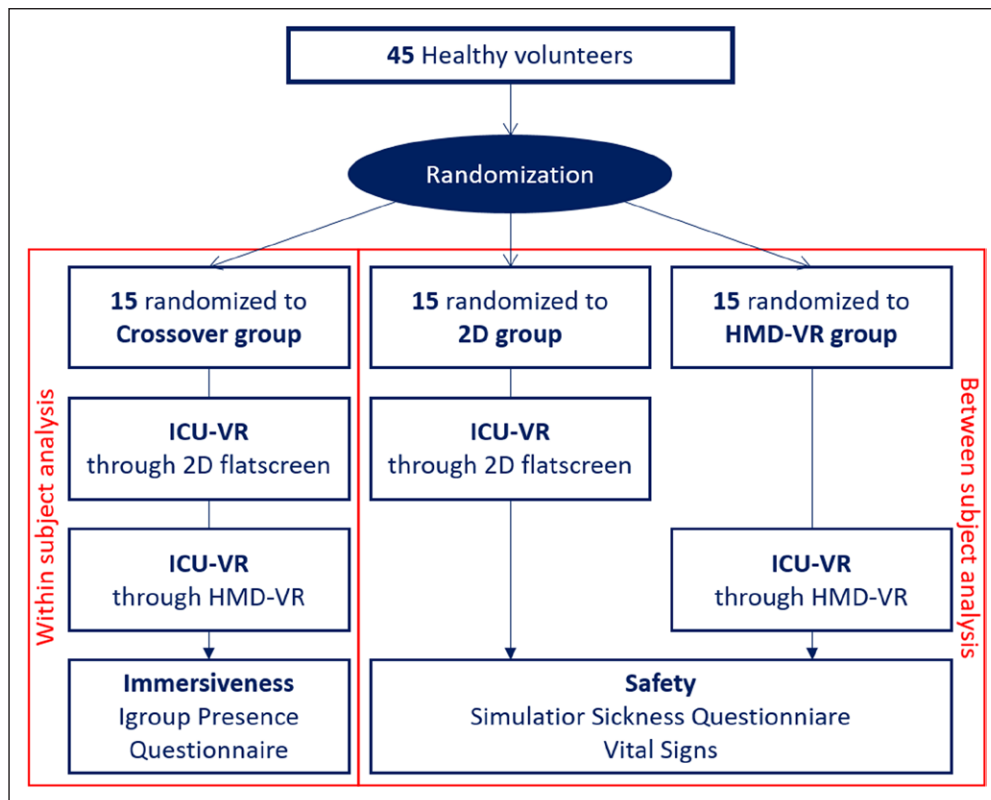 45 Healthy volunteers
Randomization
15 randomized to
Crossover group
15 randomized to
2D group
15 randomized to
HMD-VR group
Within subject analysis
Between subject analysis
ICU-VR
through 2D flatscreen
ICU-VR
through 2D flatscreen
ICU-VR
through HMD-VR
ICU-VR
through HMD-VR
Immersiveness
Igroup Presence
Questionnaire
Safety
Simulatior Sickness Questionniare
Vital Signs